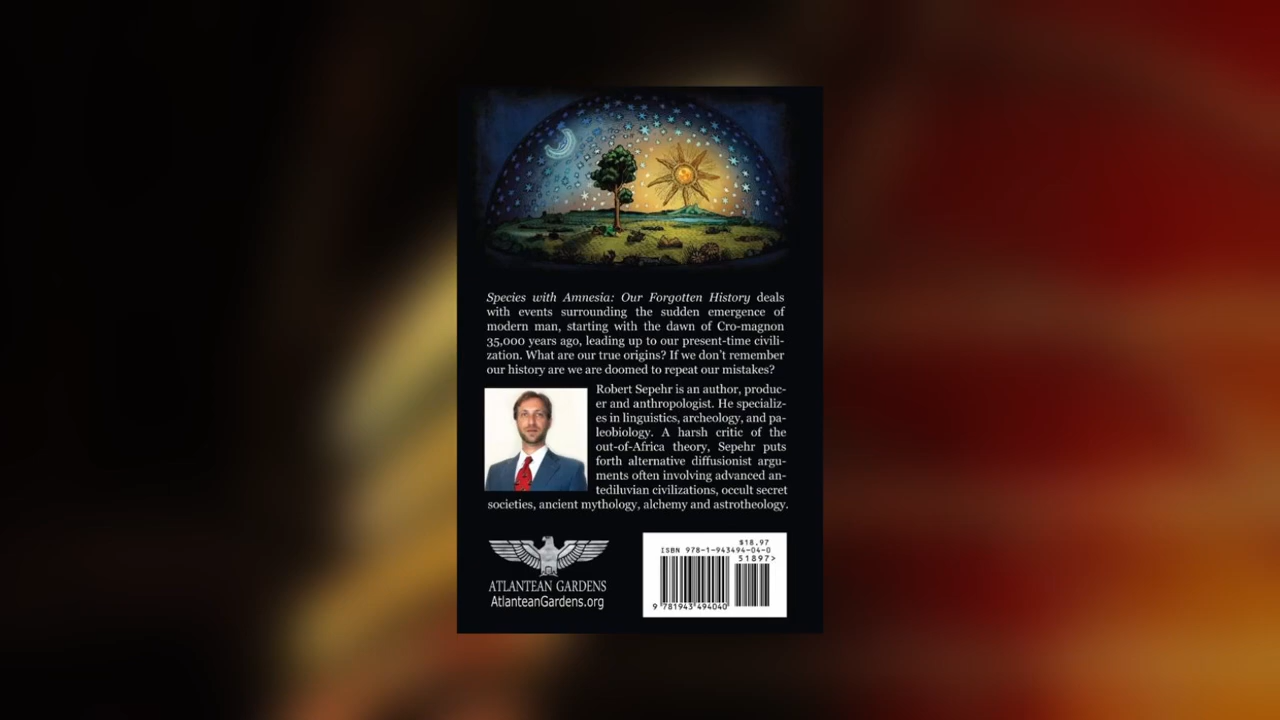 Species with Amnesia: Our Forgotten History deals
with events surrounding the sudden emergence of
modern man, starting with the dawn of Cro-magnon
35,000 years ago, leading up to our present-time civili-
zation. What are our true origins? If we don't remember
our history are we are doomed to repeat our mistakes?
Robert Sepehr is an author, produc-
er and anthropologist. He specializ-
es in linguistics, archeology, and pa-
leobiology. A harsh critic of the
out-of-Africa theory, Sepehr puts
forth alternative diffusionist argu-
ments often involving advanced an-
tediluvian civilizations, occult secret
societies, ancient mythology, alchemy and astrotheology.
ATLANTEAN GARDENS
AtlanteanGardens.org
$18.97
ISBN 978-1-943494-04-0
51897>
9 781943 494040